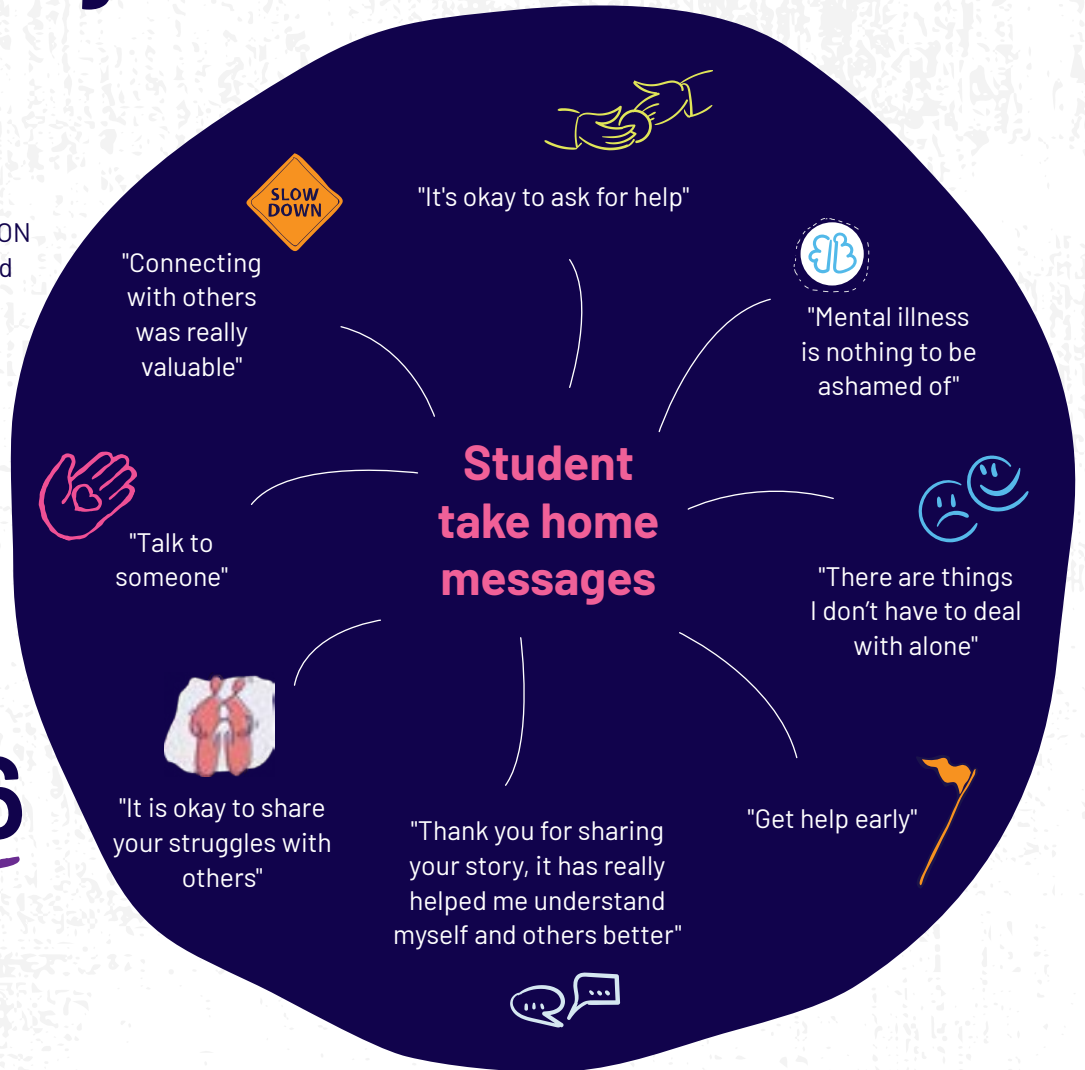 ON
d
S
SLOW
DOWN
"It's okay to ask for help"
"Connecting
with others
was really
valuable"
"Mental illness
is nothing to be
ashamed of"
Student
take home
messages
"Talk to
someone"
"There are things
I don’t have to deal
with alone"
"It is okay to share
your struggles with
others"
"Thank you for sharing
your story, it has really
helped me understand
myself and others better"
"Get help early"